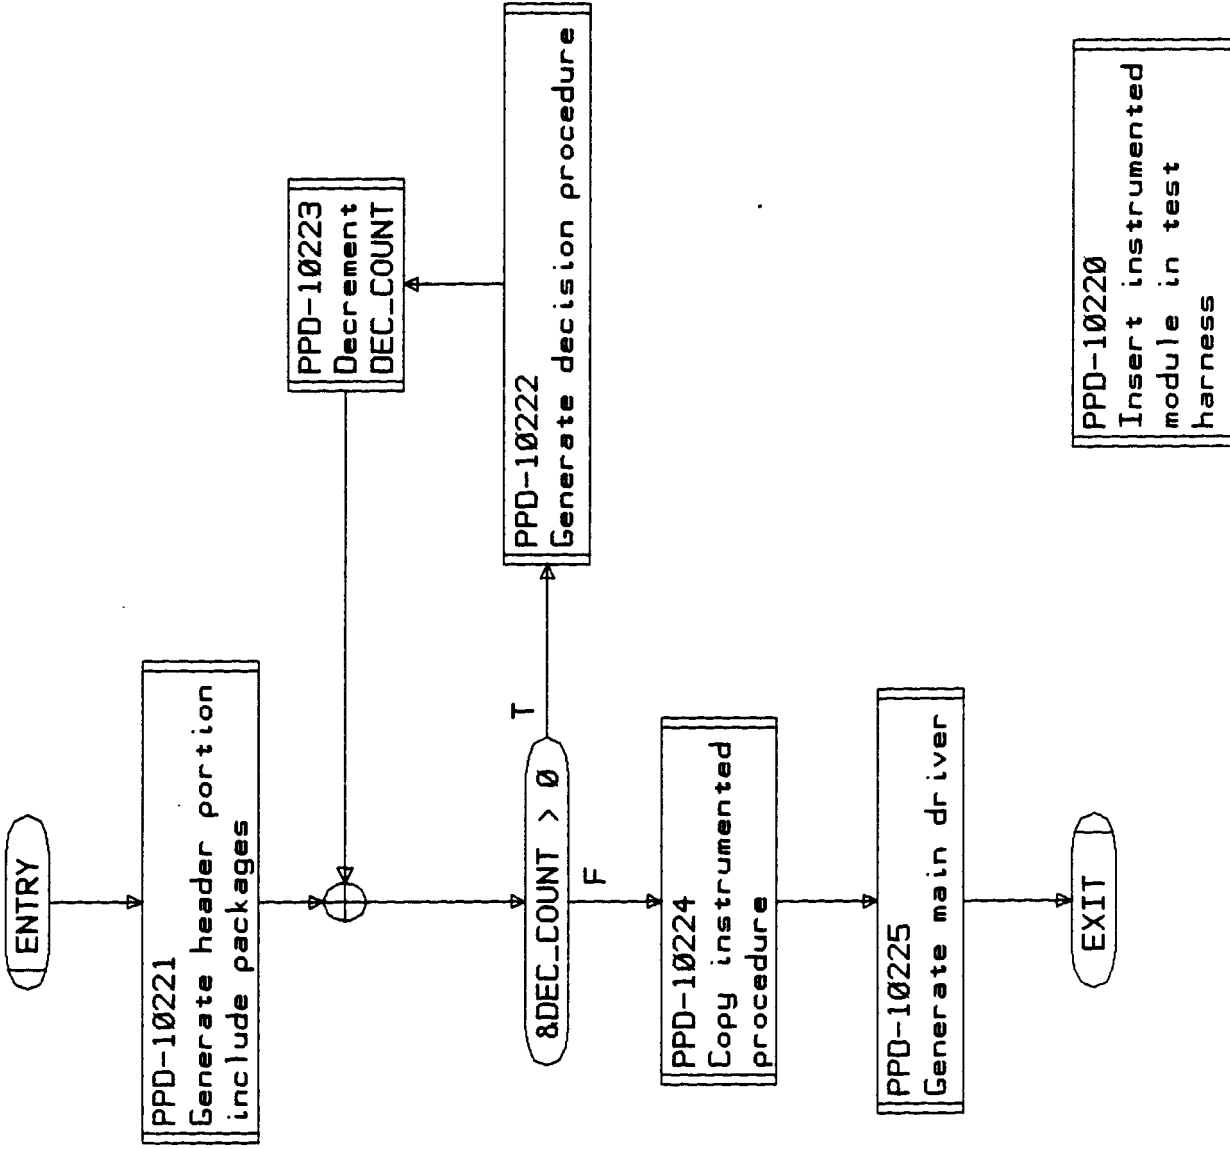 ENTRY
PPD-10221
Generate header portion
include packages
PPD-10223
Decrement
DEC_COUNT
&DEC_COUNT > 0
T
F
PPD-10222
Generate decision procedure
PPD-10224
Copy instrumented
procedure
PPD-10225
Generate main driver
EXIT
PPD-10220
Insert instrumented
module in test
harness